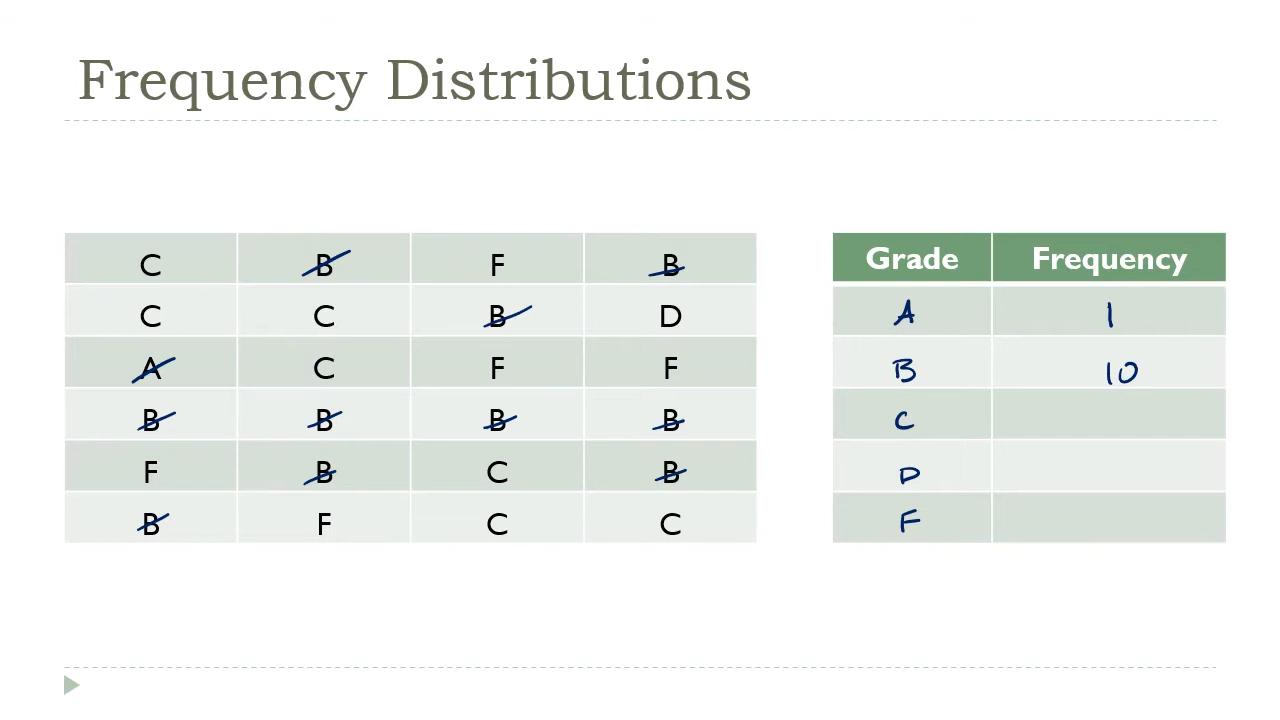 Frequency Distributions
C B F B
C C B D
A C F F
B B B B
F B C B
B F C C
Grade Frequency
A 1
B 10
C
D
F